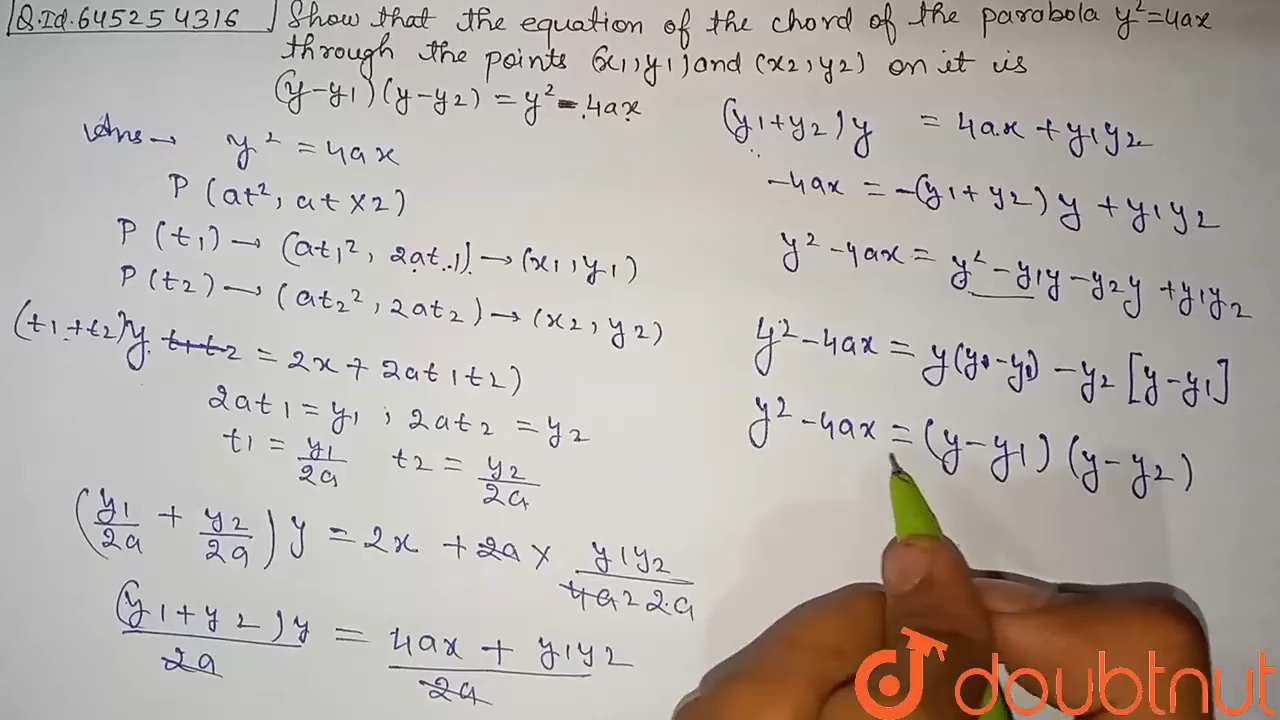 Q.Id.645254316
Show that the equation of the chord of the parabola y²=4ax
through the points (x1,y1) and (x2,y2) on it is
(y-y1)(y-y2)=y²-4ax
Ans→ y²=4ax
P(at², at×2)
P(t1)→(at1², 2at1)→(x1,y1)
P(t2)→(at2², 2at2)→(x2,y2)
(t1+t2)y = 2x+2at1t2)
2at1=y1 ; 2at2=y2
t1=y1/2a t2=y2/2a
(y1/2a + y2/2a)y = 2x + 2a× y1y2/4a2 2.a
(y1+y2)y/2a = 4ax+y1y2/2a
(y1+y2)y = 4ax+y1y2
-4ax = -(y1+y2)y+y1y2
y²-4ax = y²-y1y-y2y+y1y2
y²-4ax = y(y-y1)-y2[y-y1]
y²-4ax = (y-y1)(y-y2)
doubtnut